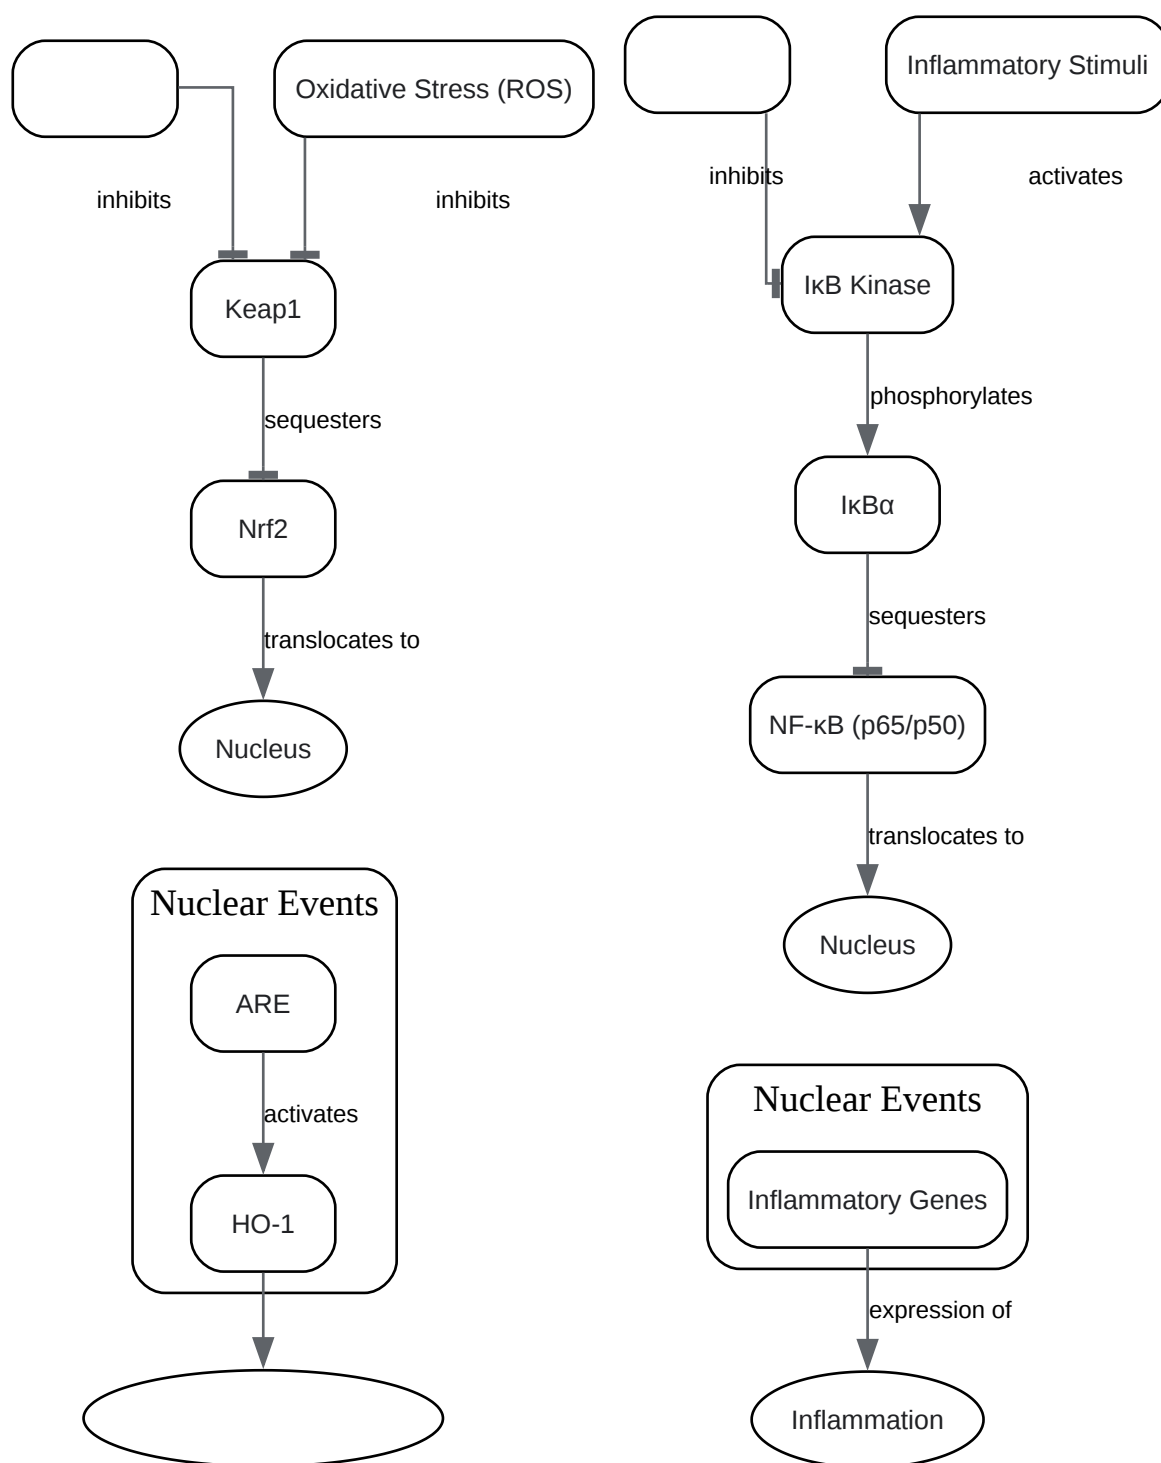 Oxidative Stress (ROS)
inhibits
inhibits
Keap1
sequesters
Nrf2
translocates to
Nucleus
Nuclear Events
ARE
activates
HO-1
Inflammatory Stimuli
inhibits
activates
IκB Kinase
phosphorylates
IκBα
sequesters
NF-κB (p65/p50)
translocates to
Nucleus
Nuclear Events
Inflammatory Genes
expression of
Inflammation